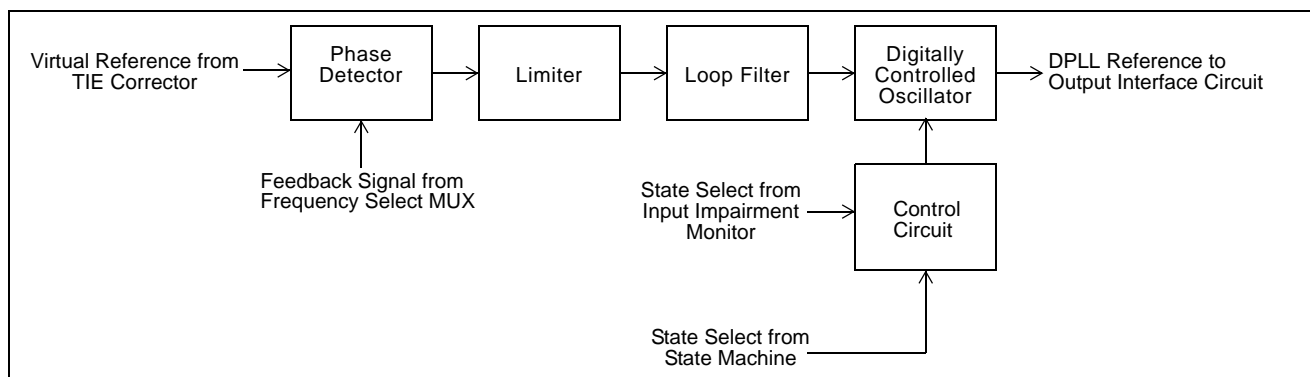 Virtual Reference from
TIE Corrector
Phase
Detector
Limiter
Loop Filter
Digitally
Controlled
Oscillator
DPLL Reference to
Output Interface Circuit
Feedback Signal from
Frequency Select MUX
State Select from
Input Impairment
Monitor
Control
Circuit
State Select from
State Machine